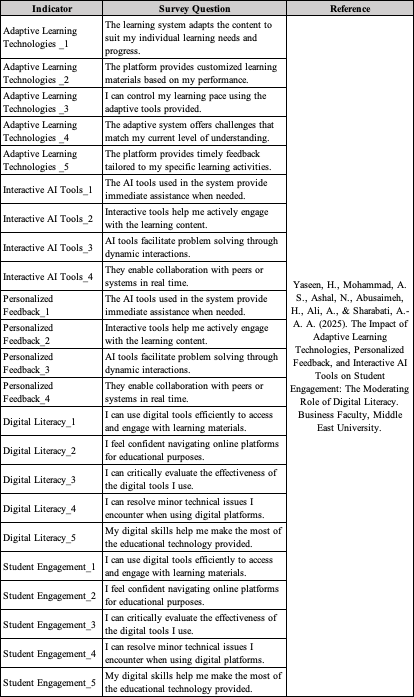 Indicator Survey Question Reference
Adaptive Learning
Technologies _1
The learning system adapts the content to
suit my individual learning needs and
progress.
Adaptive Learning
Technologies _2
The platform provides customized learning
materials based on my performance.
Adaptive Learning
Technologies _3
I can control my learning pace using the
adaptive tools provided.
Adaptive Learning
Technologies _4
The adaptive system offers challenges that
match my current level of understanding.
Adaptive Learning
Technologies _5
The platform provides timely feedback
tailored to my specific learning activities.
Interactive AI Tools_1
The AI tools used in the system provide
immediate assistance when needed.
Interactive AI Tools_2
Interactive tools help me actively engage
with the learning content.
Interactive AI Tools_3
AI tools facilitate problem solving through
dynamic interactions.
Interactive AI Tools_4
They enable collaboration with peers or
systems in real time.
Personalized
Feedback_1
The AI tools used in the system provide
immediate assistance when needed.
Personalized
Feedback_2
Interactive tools help me actively engage
with the learning content.
Personalized
Feedback_3
AI tools facilitate problem solving through
dynamic interactions.
Personalized
Feedback_4
They enable collaboration with peers or
systems in real time.
Digital Literacy_1
I can use digital tools efficiently to access
and engage with learning materials.
Digital Literacy_2
I feel confident navigating online platforms
for educational purposes.
Digital Literacy_3
I can critically evaluate the effectiveness of
the digital tools I use.
Digital Literacy_4
I can resolve minor technical issues I
encounter when using digital platforms.
Digital Literacy_5
My digital skills help me make the most of
the educational technology provided.
Student Engagement_1
I can use digital tools efficiently to access
and engage with learning materials.
Student Engagement_2
I feel confident navigating online platforms
for educational purposes.
Student Engagement_3
I can critically evaluate the effectiveness of
the digital tools I use.
Student Engagement_4
I can resolve minor technical issues I
encounter when using digital platforms.
Student Engagement_5
My digital skills help me make the most of
the educational technology provided.
Yaseen, H., Mohammad, A.
S., Ashal, N., Abusaimeh,
H., Ali, A., & Sharabati, A.-
A. A. (2025). The Impact of
Adaptive Learning
Technologies, Personalized
Feedback, and Interactive AI
Tools on Student
Engagement: The Moderating
Role of Digital Literacy.
Business Faculty, Middle
East University.